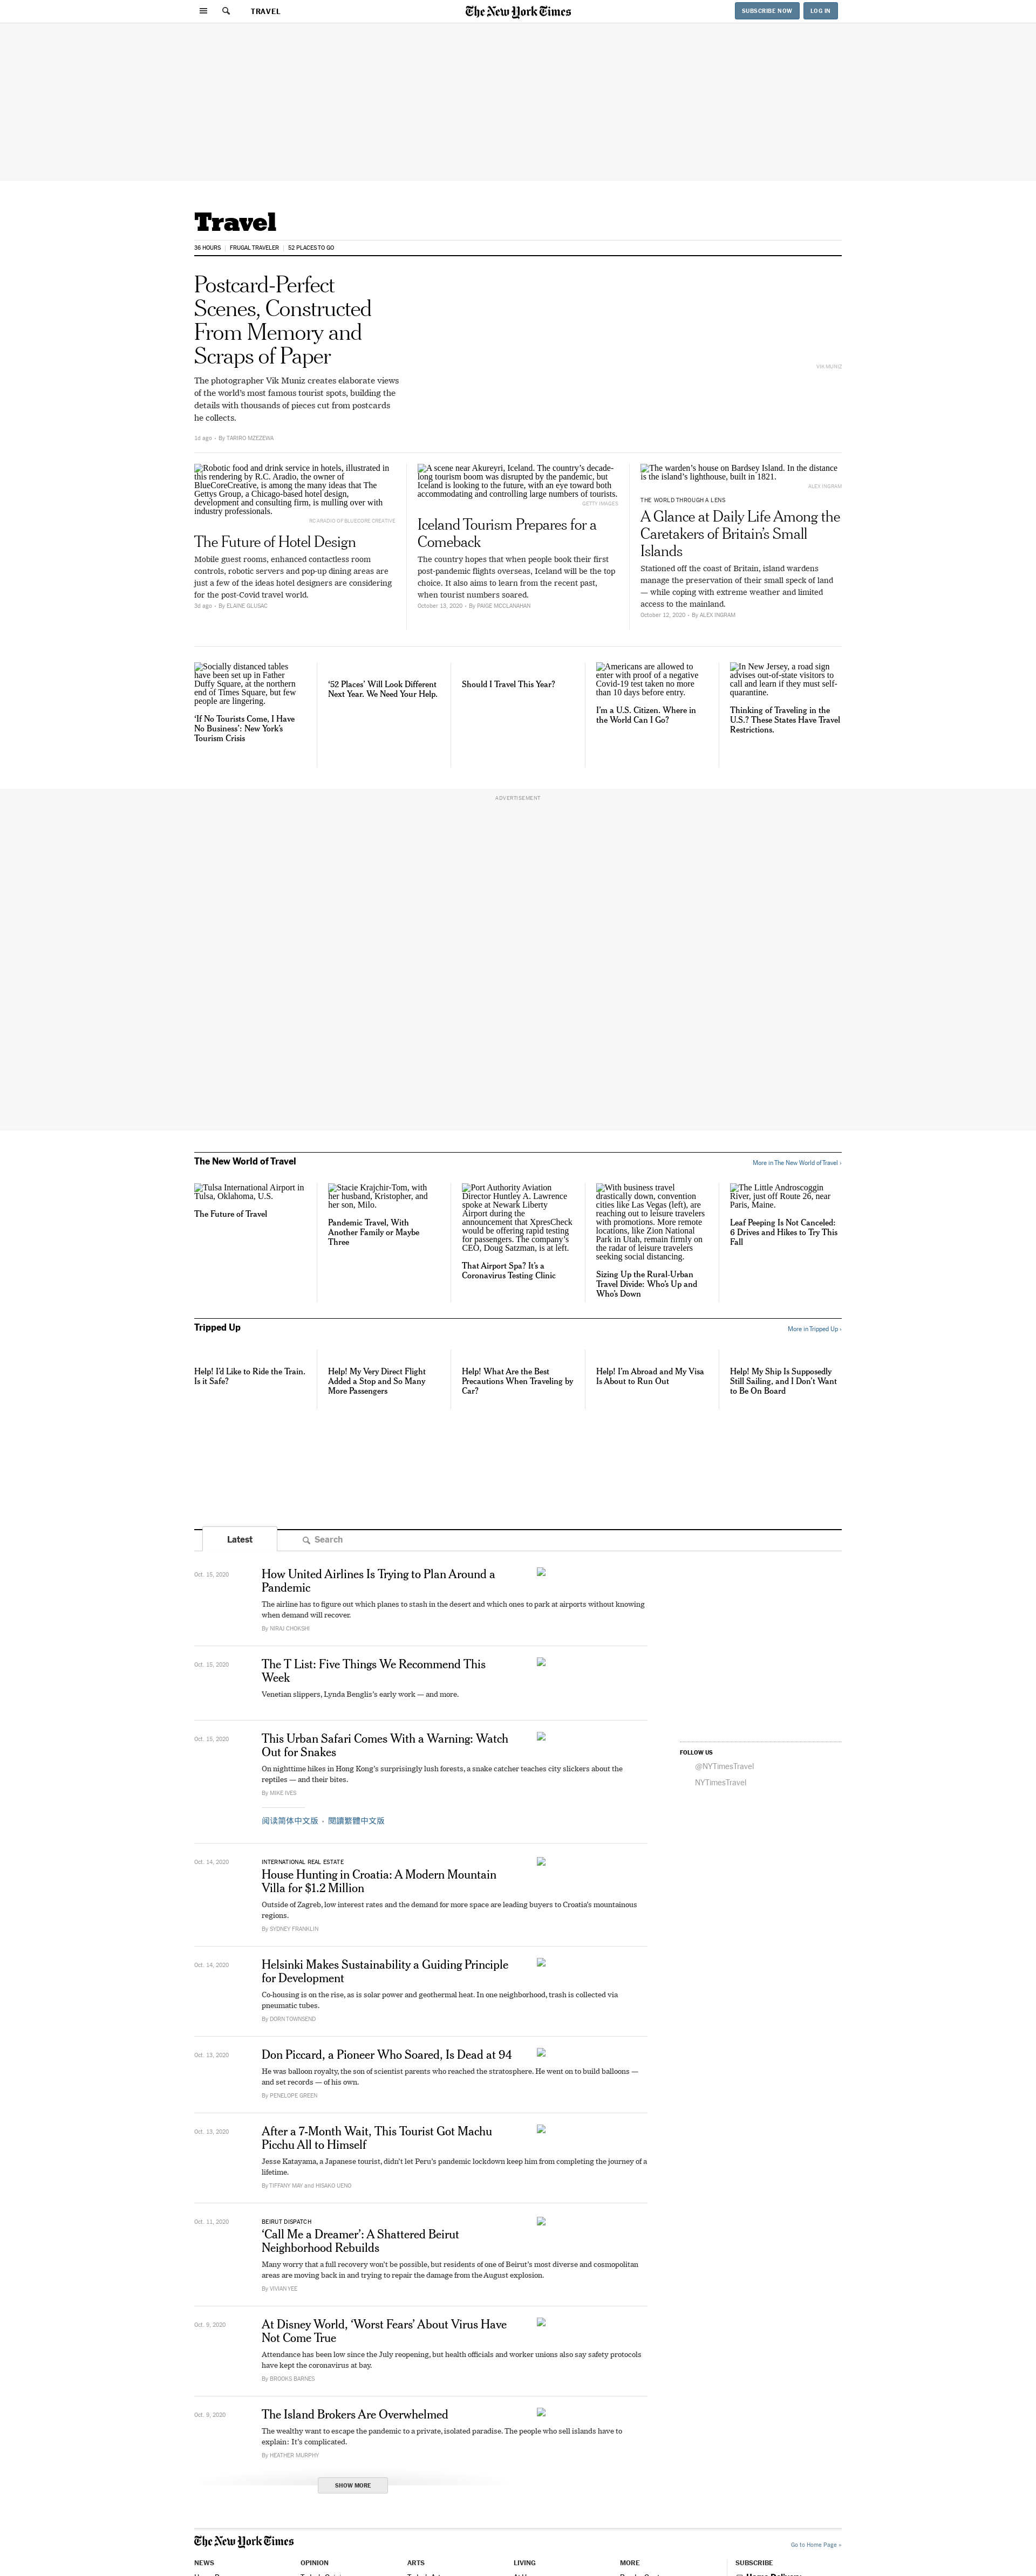 TRAVEL
The New York Times
SUBSCRIBE NOW
LOG IN
Travel
36 HOURS
FRUGAL TRAVELER
52 PLACES TO GO
Postcard-Perfect
Scenes, Constructed
From Memory and
Scraps of Paper
The photographer Vik Muniz creates elaborate views
of the world's most famous tourist spots, building the
details with thousands of pieces cut from postcards
he collects.
1d ago - By TARIRO MZEZEWA
VIK MUNIZ
Robotic food and drink service in hotels, illustrated in
this rendering by R.C. Aradio, the owner of
BlueCoreCreative, is among the many ideas that The
Gettys Group, a Chicago-based hotel design,
development and consulting firm, is mulling over with
industry professionals.
RCARADIO OF BLUECORE CREATIVE
The Future of Hotel Design
Mobile guest rooms, enhanced contactless room
controls, robotic servers and pop-up dining areas are
just a few of the ideas hotel designers are considering
for the post-Covid travel world.
3d ago - By ELAINE GLUSAC
A scene near Akureyri, Iceland. The country's decade-
long tourism boom was disrupted by the pandemic, but
Iceland is looking to the future, with an eye toward both
accommodating and controlling large numbers of tourists.
GETTY IMAGES
Iceland Tourism Prepares for a
Comeback
The country hopes that when people book their first
post-pandemic flights overseas, Iceland will be the top
choice. It also aims to learn from the recent past,
when tourist numbers soared.
October 13, 2020 - By PAIGE MCCLANAHAN
The warden's house on Bardsey Island. In the distance
is the island's lighthouse, built in 1821.
ALEX INGRAM
THE WORLD THROUGH A LENS
A Glance at Daily Life Among the
Caretakers of Britain's Small
Islands
Stationed off the coast of Britain, island wardens
manage the preservation of their small speck of land
— while coping with extreme weather and limited
access to the mainland.
October 12, 2020 - By ALEX INGRAM
Socially distanced tables
have been set up in Father
Duffy Square, at the northern
end of Times Square, but few
people are lingering.
'If No Tourists Come, I Have
No Business': New York's
Tourism Crisis
'52 Places' Will Look Different
Next Year. We Need Your Help.
Should I Travel This Year?
Americans are allowed to
enter with proof of a negative
Covid-19 test taken no more
than 10 days before entry.
I'm a U.S. Citizen. Where in
the World Can I Go?
In New Jersey, a road sign
advises out-of-state visitors to
call and learn if they must self-
quarantine.
Thinking of Traveling in the
U.S.? These States Have Travel
Restrictions.
ADVERTISEMENT
The New World of Travel
More in The New World of Travel ›
Tulsa International Airport in
Tulsa, Oklahoma, U.S.
The Future of Travel
Stacie Krajchir-Tom, with
her husband, Kristopher, and
her son, Milo.
Pandemic Travel, With
Another Family or Maybe
Three
Port Authority Aviation
Director Huntley A. Lawrence
spoke at Newark Liberty
Airport during the
announcement that XpresCheck
would be offering rapid testing
for passengers. The company's
CEO, Doug Satzman, is at left.
That Airport Spa? It's a
Coronavirus Testing Clinic
With business travel
drastically down, convention
cities like Las Vegas (left), are
reaching out to leisure travelers
with promotions. More remote
locations, like Zion National
Park in Utah, remain firmly on
the radar of leisure travelers
seeking social distancing.
Sizing Up the Rural-Urban
Travel Divide: Who's Up and
Who's Down
The Little Androscoggin
River, just off Route 26, near
Paris, Maine.
Leaf Peeping Is Not Canceled:
6 Drives and Hikes to Try This
Fall
Tripped Up
More in Tripped Up ›
Help! I'd Like to Ride the Train.
Is it Safe?
Help! My Very Direct Flight
Added a Stop and So Many
More Passengers
Help! What Are the Best
Precautions When Traveling by
Car?
Help! I'm Abroad and My Visa
Is About to Run Out
Help! My Ship Is Supposedly
Still Sailing, and I Don't Want
to Be On Board
Latest
Search
Oct. 15, 2020
How United Airlines Is Trying to Plan Around a
Pandemic
The airline has to figure out which planes to stash in the desert and which ones to park at airports without knowing
when demand will recover.
By NIRAJ CHOKSHI
Oct. 15, 2020
The T List: Five Things We Recommend This
Week
Venetian slippers, Lynda Benglis's early work — and more.
Oct. 15, 2020
This Urban Safari Comes With a Warning: Watch
Out for Snakes
On nighttime hikes in Hong Kong's surprisingly lush forests, a snake catcher teaches city slickers about the
reptiles — and their bites.
By MIKE IVES
阅读简体中文版 · 閱讀繁體中文版
FOLLOW US
@NYTimesTravel
NYTimesTravel
Oct. 14, 2020
INTERNATIONAL REAL ESTATE
House Hunting in Croatia: A Modern Mountain
Villa for $1.2 Million
Outside of Zagreb, low interest rates and the demand for more space are leading buyers to Croatia's mountainous
regions.
By SYDNEY FRANKLIN
Oct. 14, 2020
Helsinki Makes Sustainability a Guiding Principle
for Development
Co-housing is on the rise, as is solar power and geothermal heat. In one neighborhood, trash is collected via
pneumatic tubes.
By DORN TOWNSEND
Oct. 13, 2020
Don Piccard, a Pioneer Who Soared, Is Dead at 94
He was balloon royalty, the son of scientist parents who reached the stratosphere. He went on to build balloons —
and set records — of his own.
By PENELOPE GREEN
Oct. 13, 2020
After a 7-Month Wait, This Tourist Got Machu
Picchu All to Himself
Jesse Katayama, a Japanese tourist, didn't let Peru's pandemic lockdown keep him from completing the journey of a
lifetime.
By TIFFANY MAY and HISAKO UENO
Oct. 11, 2020
BEIRUT DISPATCH
'Call Me a Dreamer': A Shattered Beirut
Neighborhood Rebuilds
Many worry that a full recovery won't be possible, but residents of one of Beirut's most diverse and cosmopolitan
areas are moving back in and trying to repair the damage from the August explosion.
By VIVIAN YEE
Oct. 9, 2020
At Disney World, 'Worst Fears' About Virus Have
Not Come True
Attendance has been low since the July reopening, but health officials and worker unions also say safety protocols
have kept the coronavirus at bay.
By BROOKS BARNES
Oct. 9, 2020
The Island Brokers Are Overwhelmed
The wealthy want to escape the pandemic to a private, isolated paradise. The people who sell islands have to
explain: It's complicated.
By HEATHER MURPHY
SHOW MORE
The New York Times
Go to Home Page »
NEWS
OPINION
ARTS
LIVING
MORE
SUBSCRIBE